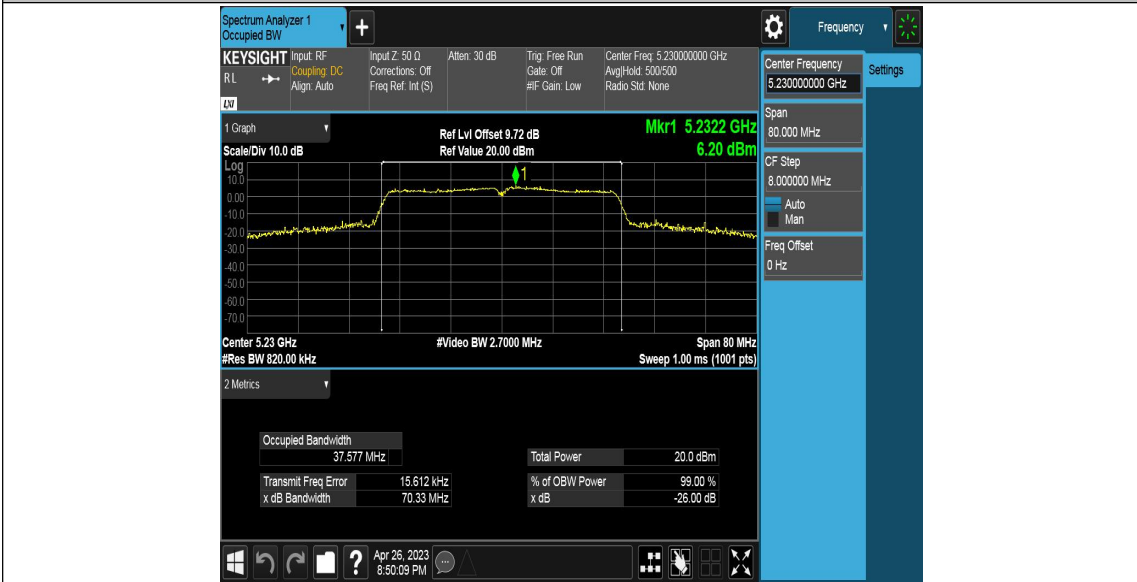 Spectrum Analyzer 1
Occupied BW
+
Frequency
KEYSIGHT
R L
LXI
Input: RF
Coupling: DC
Align: Auto
Input Z: 50 Ω
Corrections: Off
Freq Ref: Int (S)
Atten: 30 dB
Trig: Free Run
Gate: Off
#IF Gain: Low
Center Freq: 5.230000000 GHz
Avg|Hold: 500/500
Radio Std: None
Center Frequency
5.230000000 GHz
Settings
Span
80.000 MHz
CF Step
8.000000 MHz
Auto
Man
Freq Offset
0 Hz
1 Graph
Scale/Div 10.0 dB
Ref Lvl Offset 9.72 dB
Ref Value 20.00 dBm
Mkr1 5.2322 GHz
6.20 dBm
Log
10.0
0.00
-10.0
-20.0
-30.0
-40.0
-50.0
-60.0
-70.0
1
Center 5.23 GHz
#Res BW 820.00 kHz
#Video BW 2.7000 MHz
Span 80 MHz
Sweep 1.00 ms (1001 pts)
2 Metrics
Occupied Bandwidth
37.577 MHz
Transmit Freq Error 15.612 kHz
x dB Bandwidth 70.33 MHz
Total Power 20.0 dBm
% of OBW Power 99.00 %
x dB -26.00 dB
?
Apr 26, 2023
8:50:09 PM